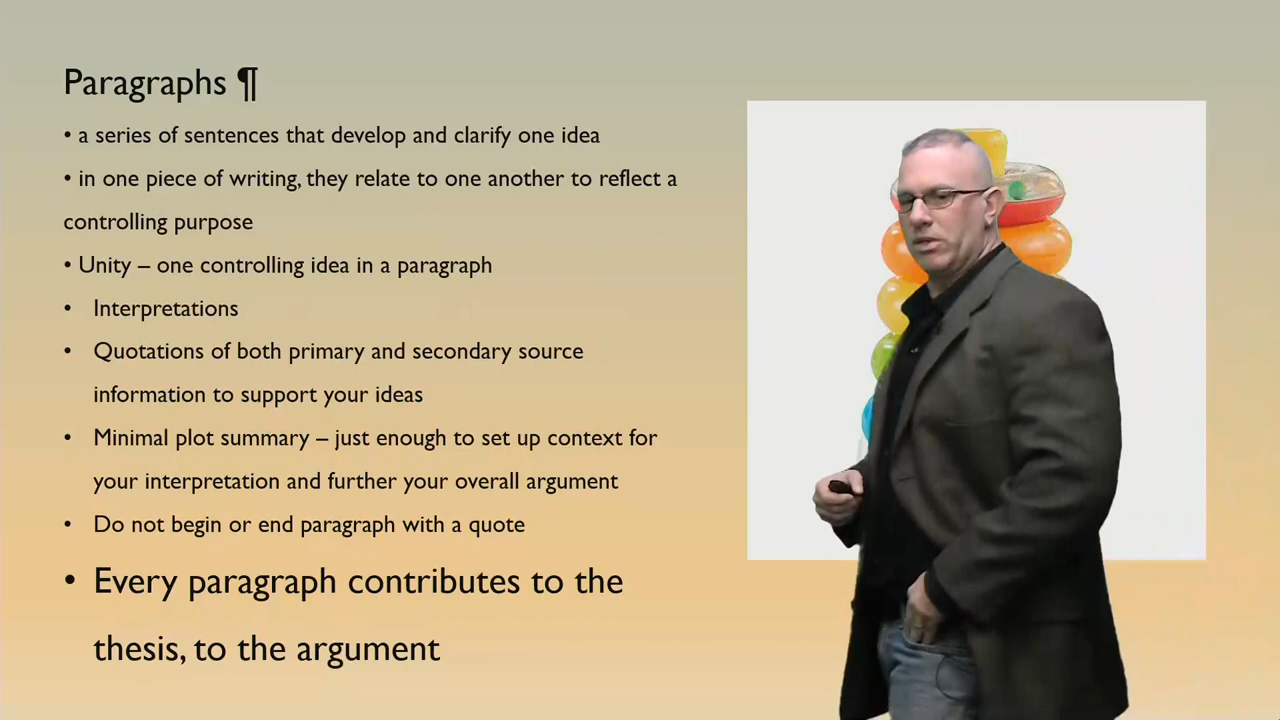 Paragraphs ¶
• a series of sentences that develop and clarify one idea
• in one piece of writing, they relate to one another to reflect a
controlling purpose
• Unity – one controlling idea in a paragraph
• Interpretations
• Quotations of both primary and secondary source
information to support your ideas
• Minimal plot summary – just enough to set up context for
your interpretation and further your overall argument
• Do not begin or end paragraph with a quote
• Every paragraph contributes to the
thesis, to the argument